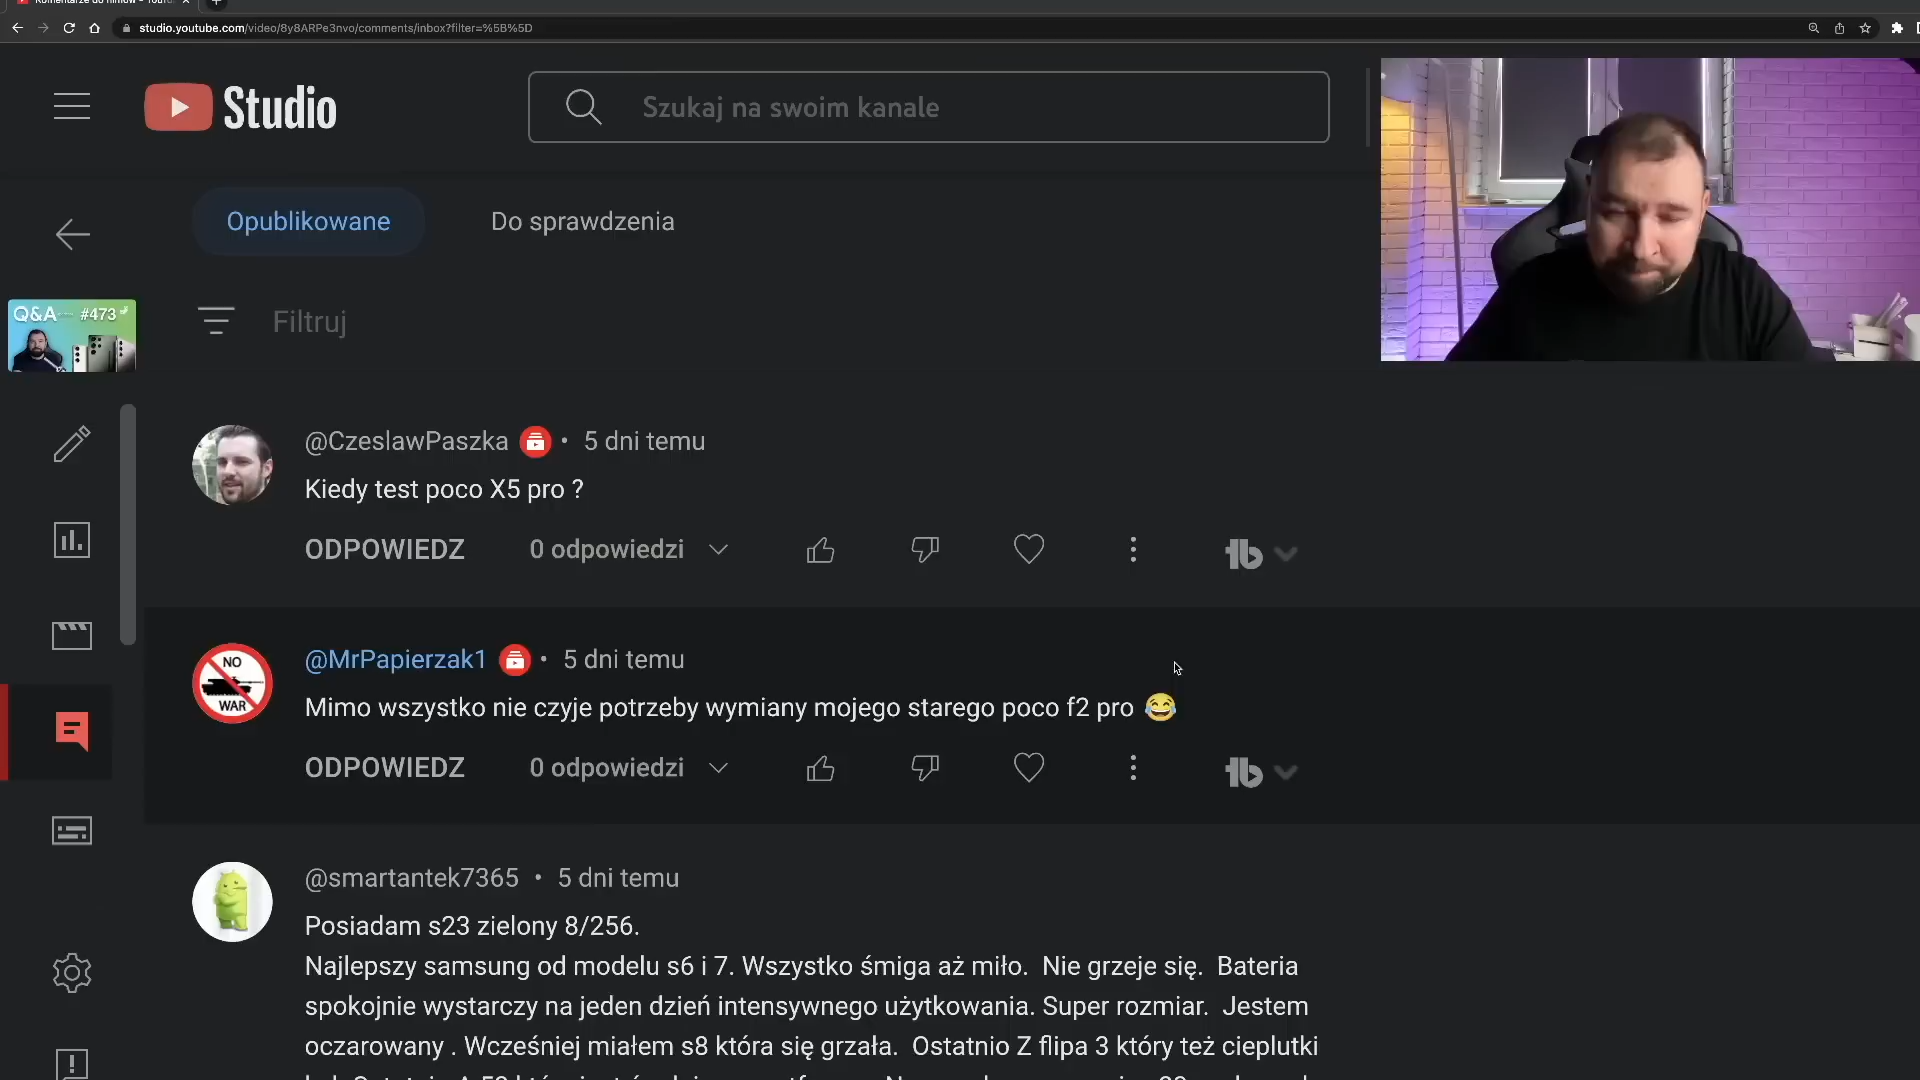 Komentarze do filmów - YouTu
studio.youtube.com/video/8y8ARPe3nvo/comments/inbox?filter=%5B%5D
Studio
Szukaj na swoim kanale
Opublikowane
Do sprawdzenia
Q&A #473
Filtruj
@CzeslawPaszka • 5 dni temu
Kiedy test poco X5 pro ?
ODPOWIEDZ 0 odpowiedzi
@MrPapierzak1 • 5 dni temu
NO
WAR
Mimo wszystko nie czyje potrzeby wymiany mojego starego poco f2 pro 😂
ODPOWIEDZ 0 odpowiedzi
@smartantek7365 • 5 dni temu
Posiadam s23 zielony 8/256.
Najlepszy samsung od modelu s6 i 7. Wszystko śmiga aż miło. Nie grzeje się. Bateria
spokojnie wystarczy na jeden dzień intensywnego użytkowania. Super rozmiar. Jestem
oczarowany . Wcześniej miałem s8 która się grzała. Ostatnio Z flipa 3 który też cieplutki